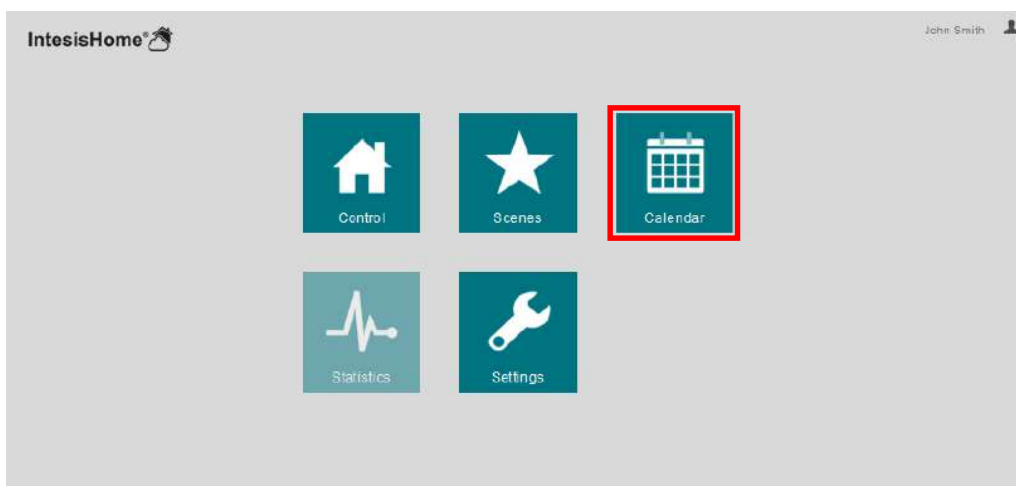 IntesisHome®
John Smith
Control
Scenes
Calendar
Statistics
Settings